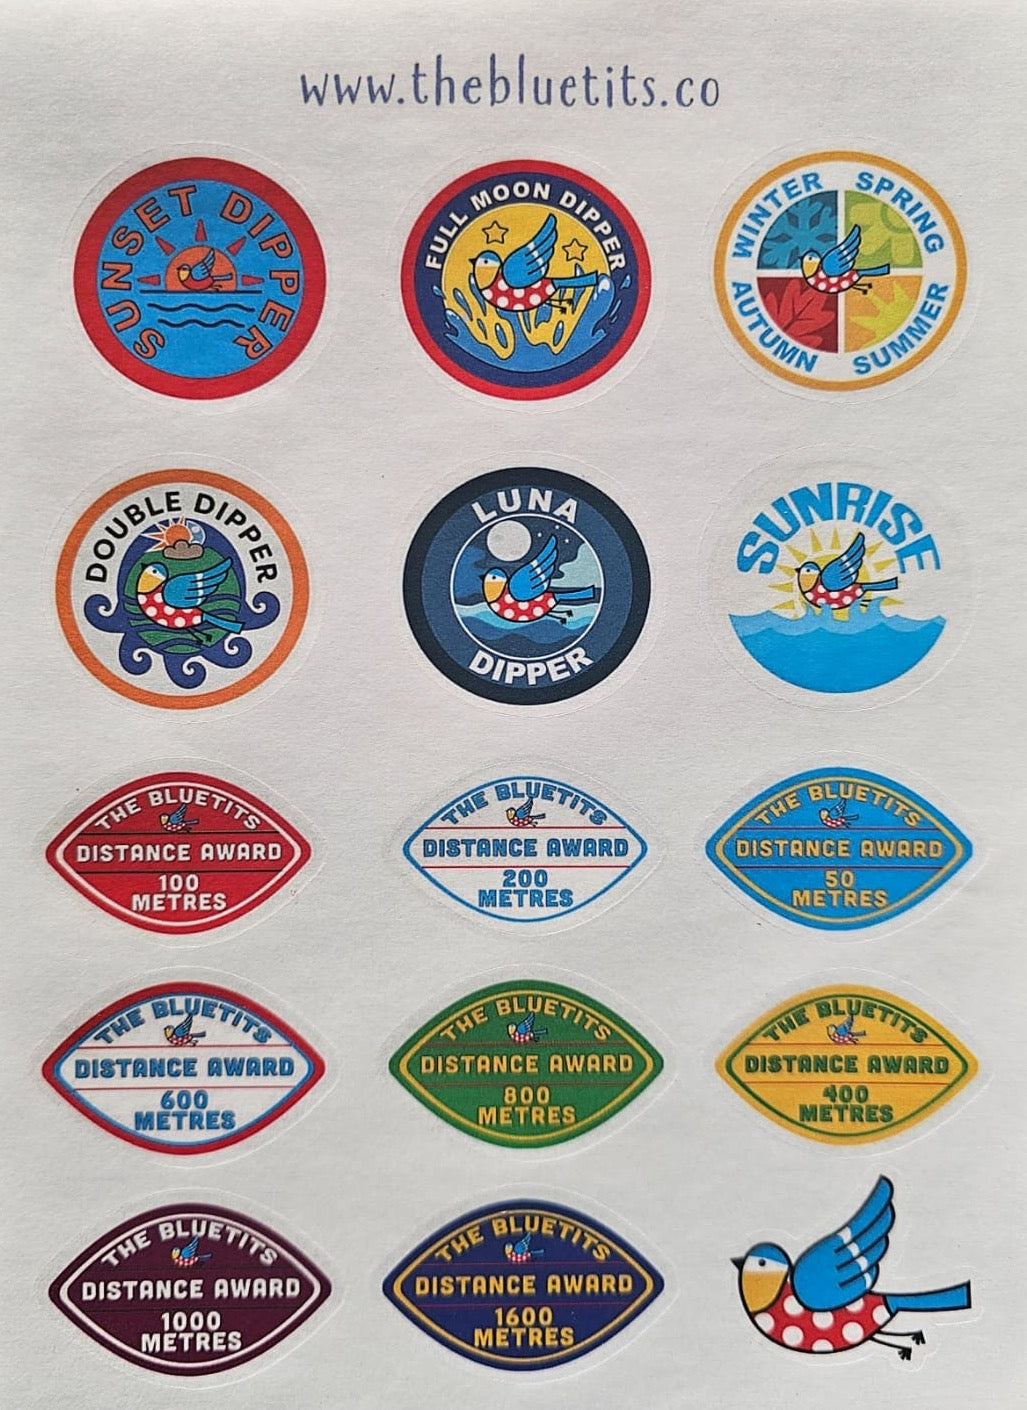 www.thebluetits.co
SUNSET DIPPER
FULL MOON DIPPER
WINTER SPRING
AUTUMN SUMMER
DOUBLE DIPPER
LUNA
DIPPER
SUNRISE
THE BLUETITS
DISTANCE AWARD
100
METRES
THE BLUETITS
DISTANCE AWARD
200
METRES
THE BLUETITS
DISTANCE AWARD
50
METRES
THE BLUETITS
DISTANCE AWARD
600
METRES
THE BLUETITS
DISTANCE AWARD
800
METRES
THE BLUETITS
DISTANCE AWARD
400
METRES
THE BLUETITS
DISTANCE AWARD
1000
METRES
THE BLUETITS
DISTANCE AWARD
1600
METRES